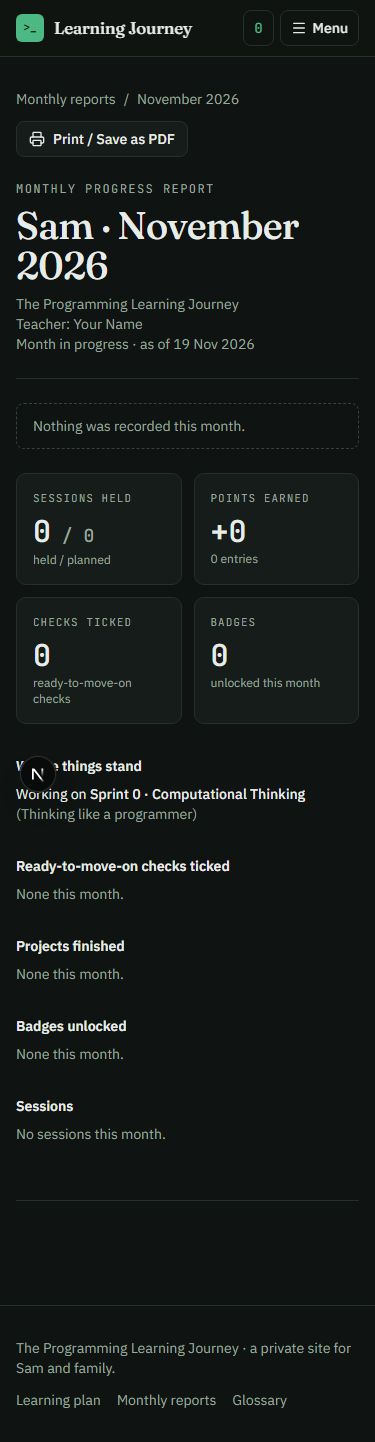 >_ Learning Journey 0 Menu
Monthly reports / November 2026
Print / Save as PDF
MONTHLY PROGRESS REPORT
Sam · November
2026
The Programming Learning Journey
Teacher: Your Name
Month in progress · as of 19 Nov 2026
Nothing was recorded this month.
SESSIONS HELD
0 / 0
held / planned
POINTS EARNED
+0
0 entries
CHECKS TICKED
0
ready-to-move-on
checks
BADGES
0
unlocked this month
things stand
N
Working on Sprint 0 · Computational Thinking
(Thinking like a programmer)
Ready-to-move-on checks ticked
None this month.
Projects finished
None this month.
Badges unlocked
None this month.
Sessions
No sessions this month.
The Programming Learning Journey · a private site for
Sam and family.
Learning plan Monthly reports Glossary